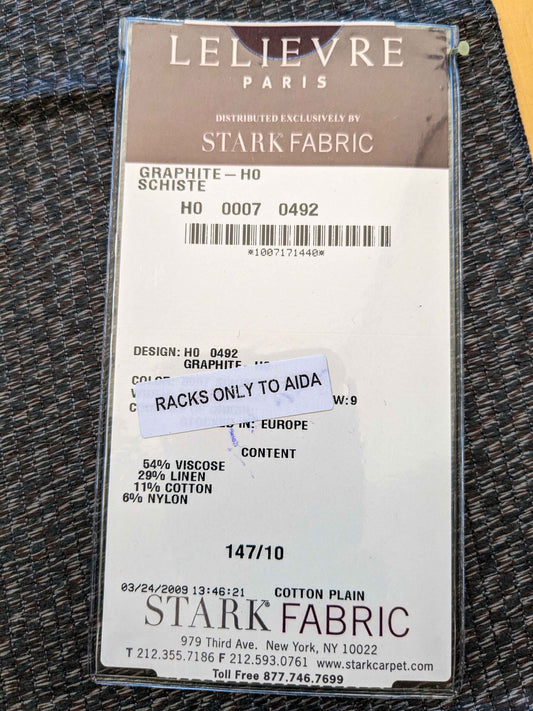 LELIEVRE
PARIS
DISTRIBUTED EXCLUSIVELY BY
STARK FABRIC
GRAPHITE — H0
SCHISTE
H0 0007 0492
*1007171440*
DESIGN: H0 0492
GRAPHITE
RACKS ONLY TO AIDA
W:9
IN: EUROPE
CONTENT
54% VISCOSE
29% LINEN
11% COTTON
6% NYLON
147/10
03/24/2009 13:46:21 COTTON PLAIN
STARK® FABRIC
979 Third Ave. New York, NY 10022
T 212.355.7186 F 212.593.0761 www.starkcarpet.com
Toll Free 877.746.7699